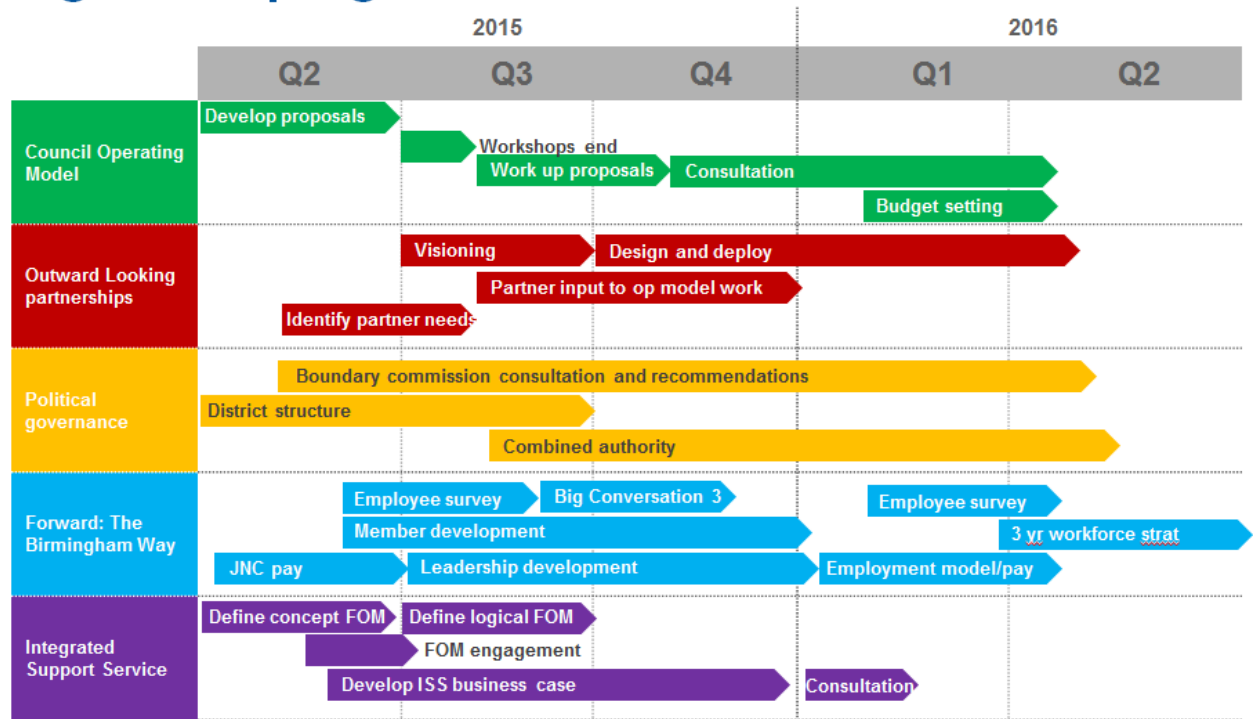 2015 2016
Q2 Q3 Q4 Q1 Q2
Council Operating
Model
Develop proposals
Workshops end
Work up proposals
Consultation
Budget setting
Outward Looking
partnerships
Visioning
Design and deploy
Partner input to op model work
Identify partner needs
Political
governance
Boundary commission consultation and recommendations
District structure
Combined authority
Forward: The
Birmingham Way
Employee survey
Big Conversation 3
Employee survey
Member development
3 yr workforce strat
JNC pay
Leadership development
Employment model/pay
Integrated
Support Service
Define concept FOM
Define logical FOM
FOM engagement
Develop ISS business case
Consultation